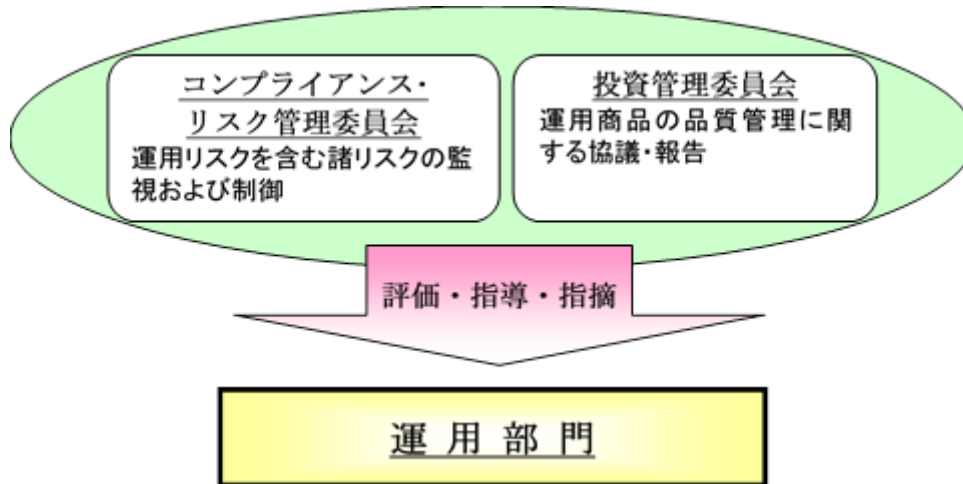 コンプライアンス・
リスク管理委員会
運用リスクを含む諸リスクの監
視および制御
投資管理委員会
運用商品の品質管理に関
する協議・報告
評価・指導・指摘
運用部門